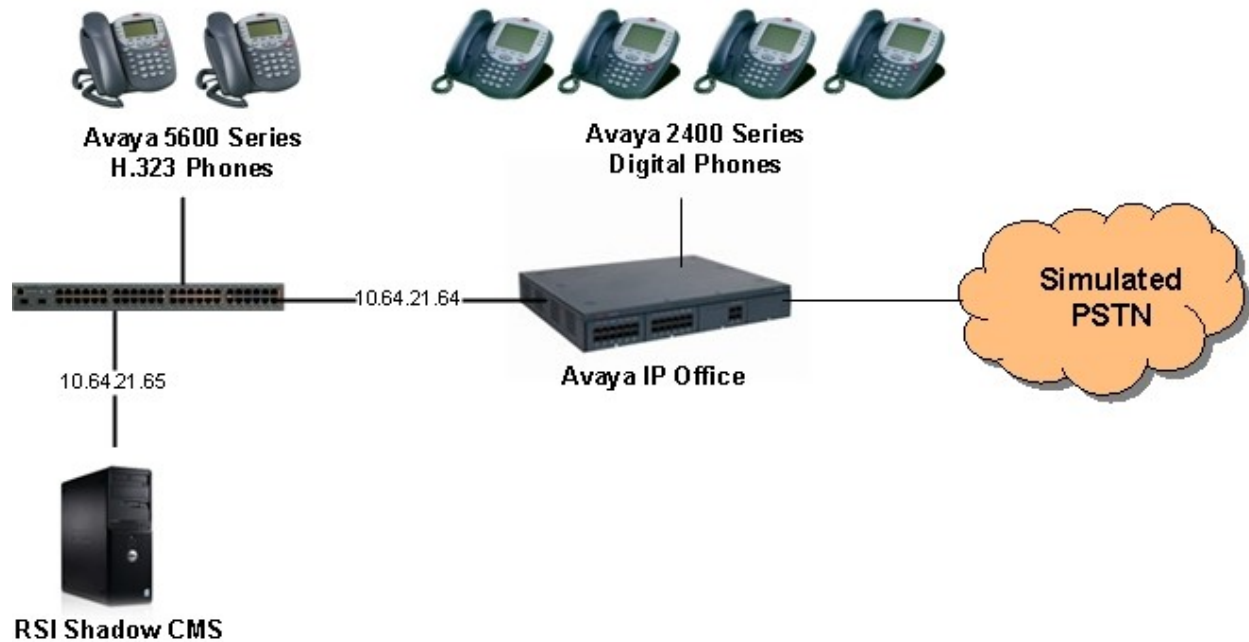 Avaya 5600 Series
H.323 Phones
Avaya 2400 Series
Digital Phones
10.64.21.64
Simulated
PSTN
Avaya IP Office
10.64.21.65
RSI Shadow CMS